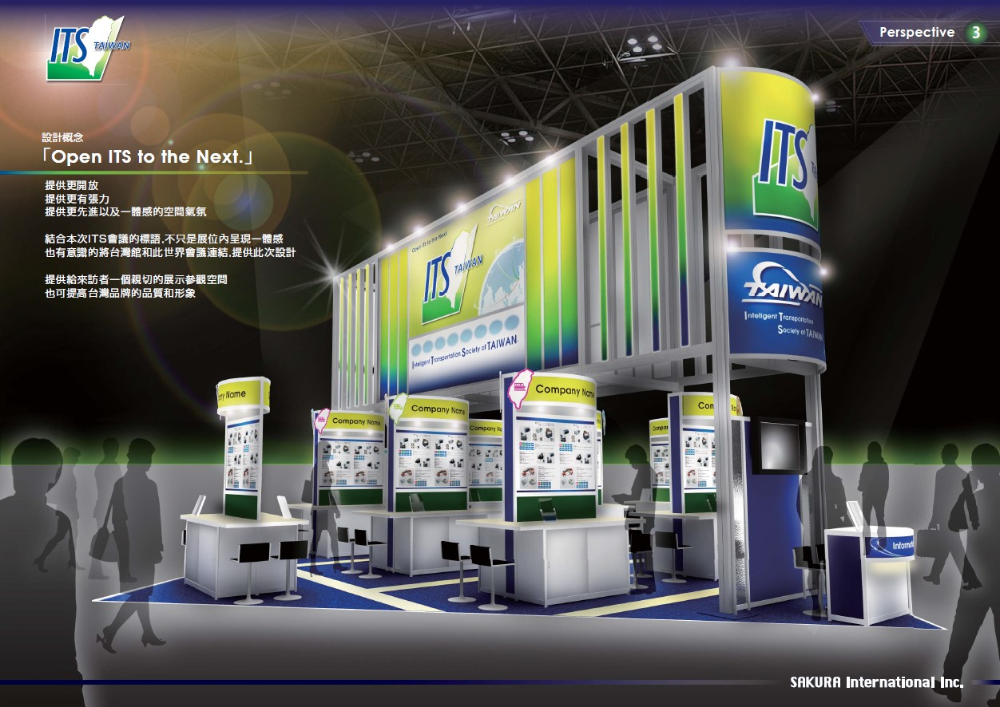 ITS TAIWAN
Perspective 3
設計概念
「Open ITS to the Next.」
提供更開放
提供更有張力
提供更先進以及一體感的空間氣氛
結合本次ITS會議的標語,不只是展位內呈現一體感
也有意識的將台灣館和此世界會議連結,提供此次設計
提供給來訪者一個親切的展示參觀空間
也可提高台灣品牌的品質和形象
ITS
TAIWAN
Inteligent Transportation
Society of TAIWAN
Open ITS to the Next
TAIWAN
ITS TAIWAN
Inteligent Transportation Society of TAIWAN.
ny Name
Company Name
Company Name
Company N
Company Name
Compa
Com
Informati
SAKURA International Inc.